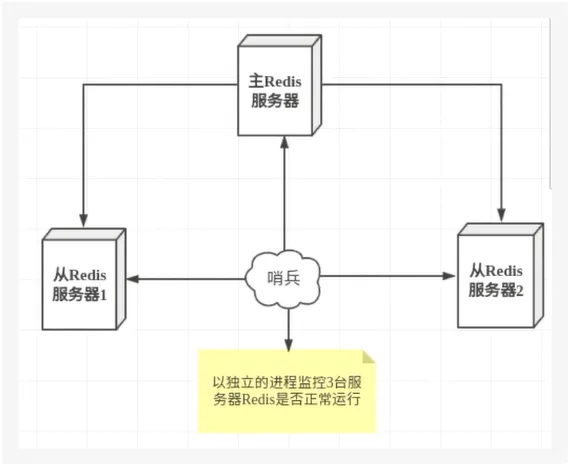 主Redis
服务器
从Redis
服务器1
哨兵
从Redis
服务器2
以独立的进程监控3台服
务器Redis是否正常运行